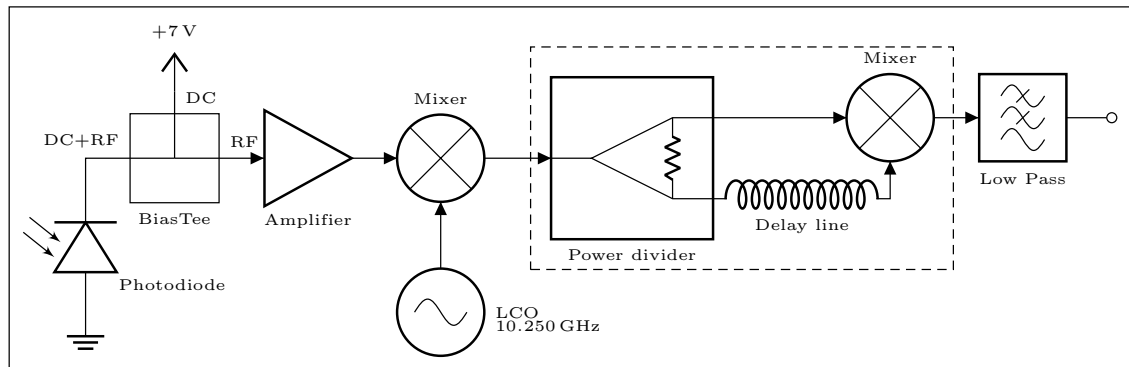 +7 V
DC
DC+RF
RF
BiasTee
Photodiode
Amplifier
Mixer
LCO
10.250 GHz
Power divider
Delay line
Mixer
Low Pass